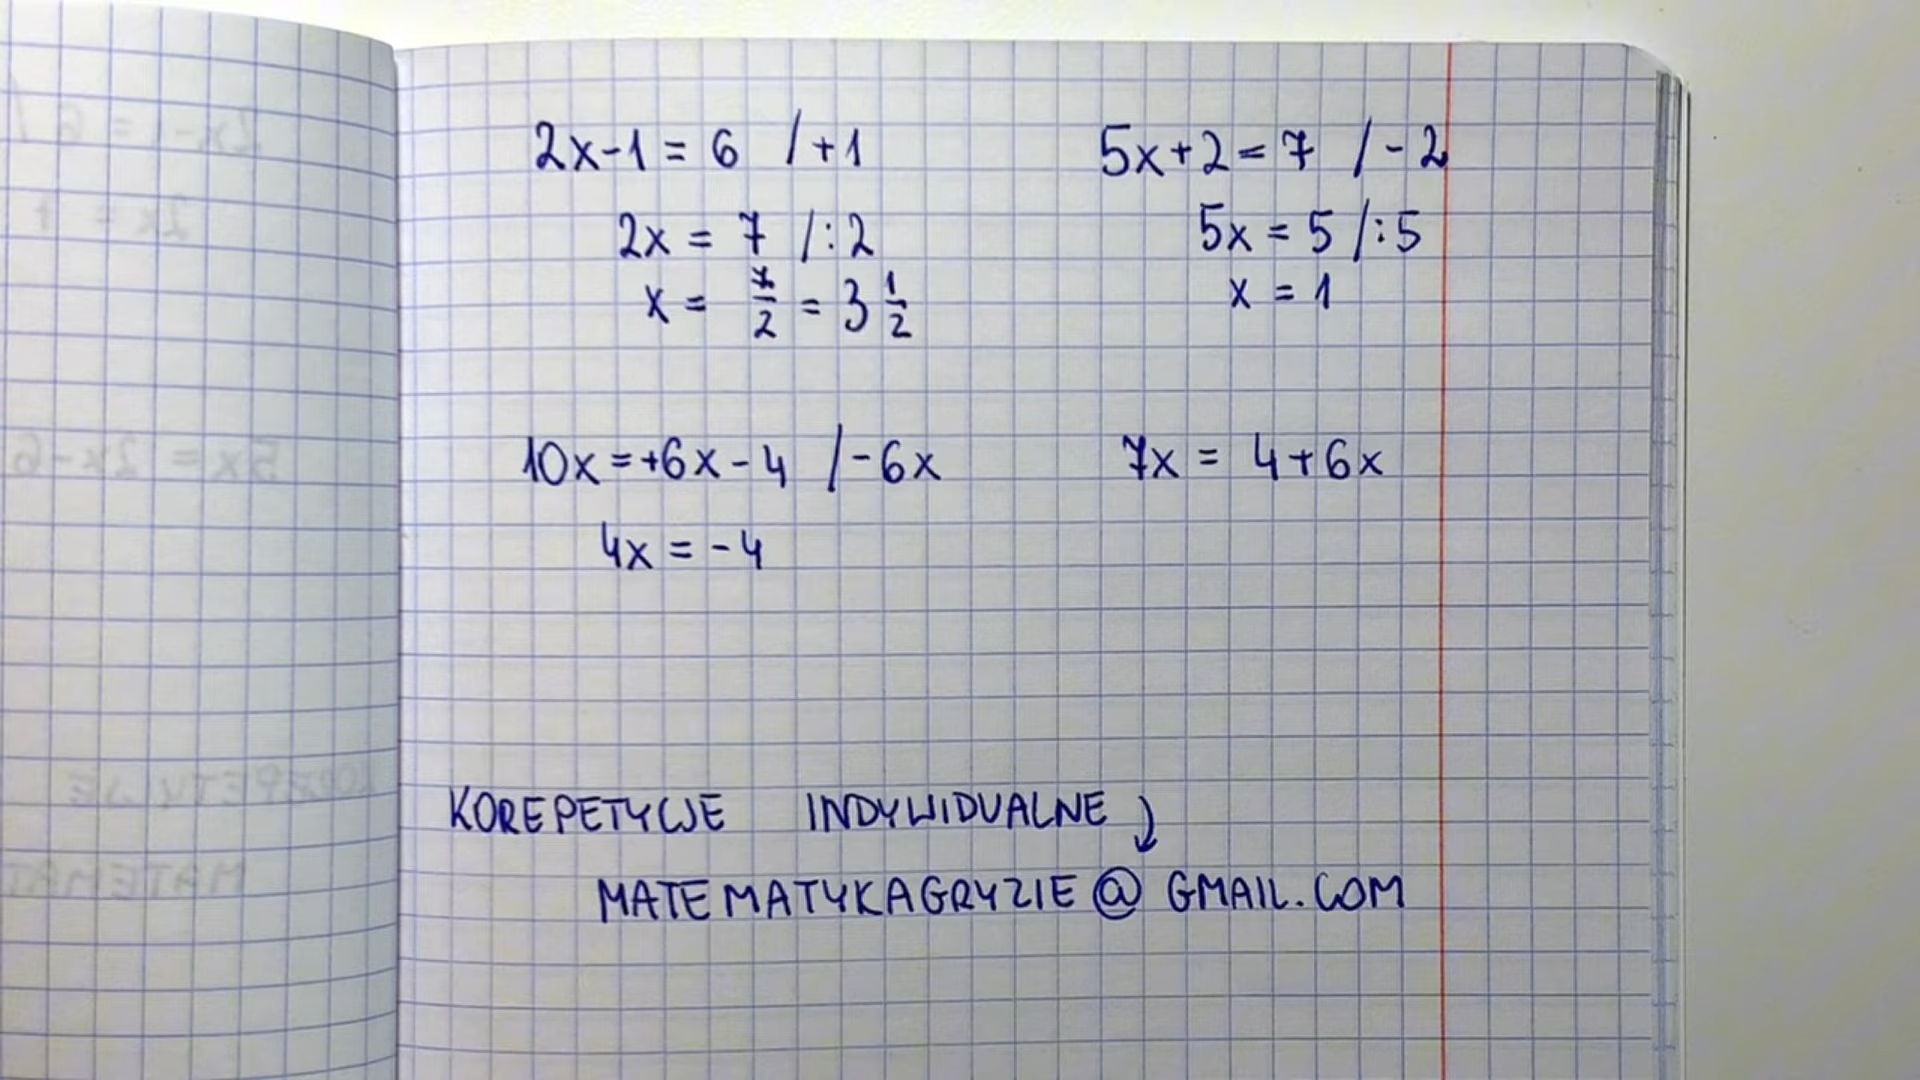 2x-1 = 6 /+1
2x = 7 /:2
x = 7/2 = 3 1/2
5x+2 = 7 /-2
5x = 5 /:5
x = 1
10x = +6x - 4 /-6x
4x = -4
7x = 4+6x
KOREPETYCJE INDYWIDUALNE
MATEMATYKAGRYZIE@GMAIL.COM